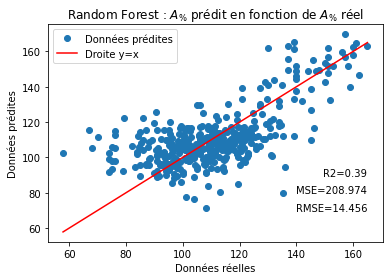 Random Forest : A% prédit en fonction de A% réel
Données prédites
Droite y=x
Données prédites
160
140
120
100
80
60
R2=0.39
MSE=208.974
RMSE=14.456
60
80
100
120
140
160
Données réelles